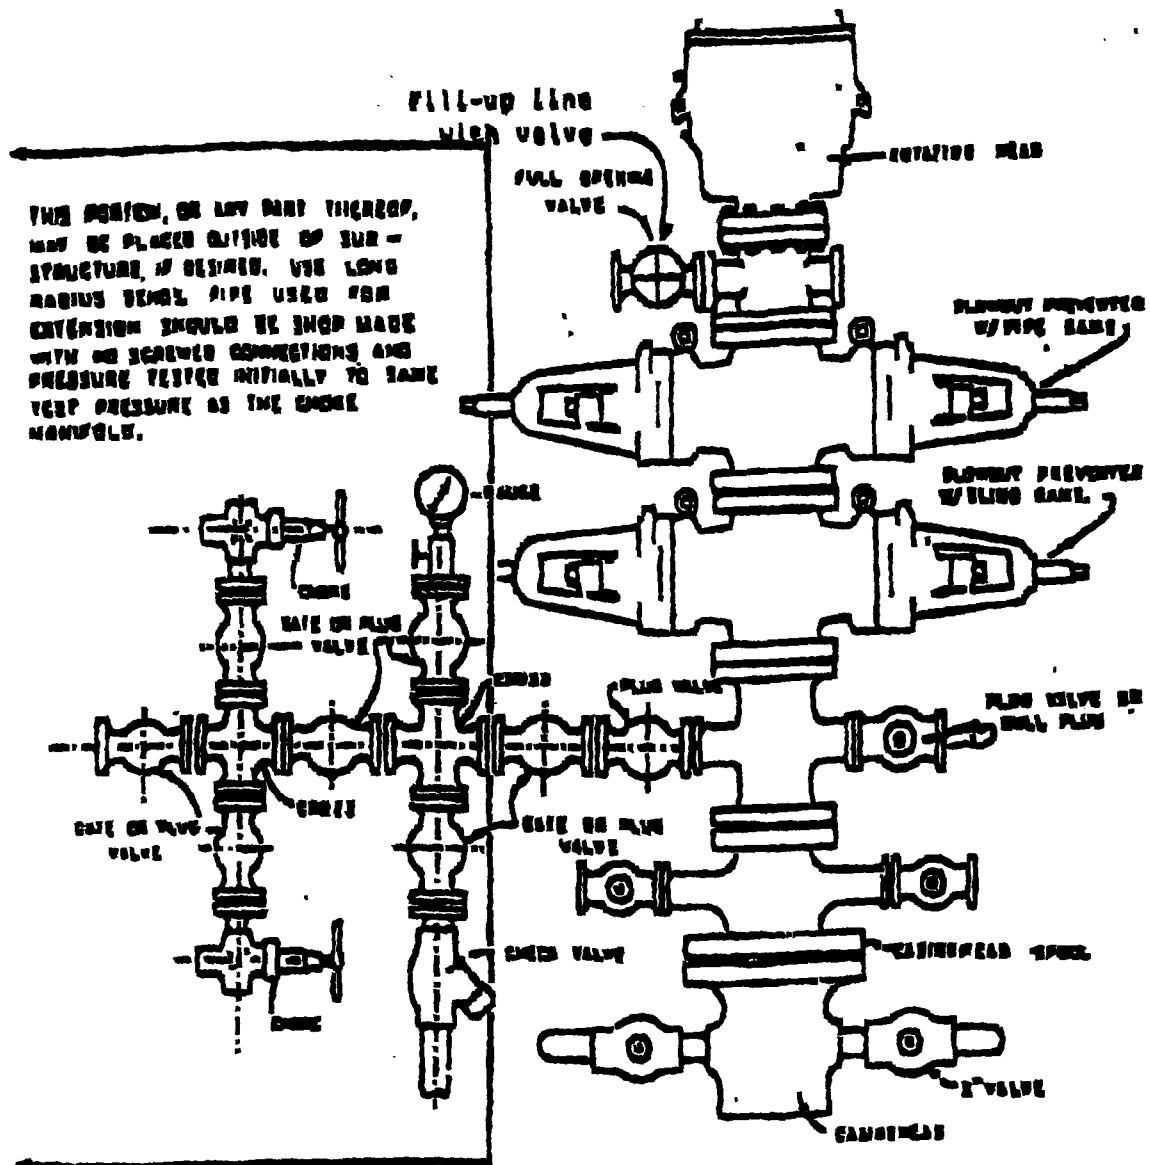 Fill-up line
with valve
FULL OPENING
VALVE
ROTATING HEAD
THIS PORTION, OR ANY PART THEREOF,
MAY BE PLACED OUTSIDE OF SUB-
STRUCTURE, IF DESIRED. USE LONG
RADIUS BENDS. PIPE USED FOR
EXTENSION SHOULD BE SHOP MADE
WITH NO SCREWED CONNECTIONS AND
PRESSURE TESTED INITIALLY TO SAME
TEST PRESSURE AS THE CHOKE
MANIFOLD.
BLOWOUT PREVENTER
W/PIPE RAMS
BLOWOUT PREVENTER
W/BLIND RAMS.
GAUGE
CHOKE
GATE OR PLUG
VALVE
CROSS
PLUG VALVE
PLUG VALVE OR
BULL PLUG
CROSS
GATE OR PLUG
VALVE
GATE OR PLUG
VALVE
CHECK VALVE
CASINGHEAD SPOOL
CHOKE
2" VALVE
CASINGHEAD